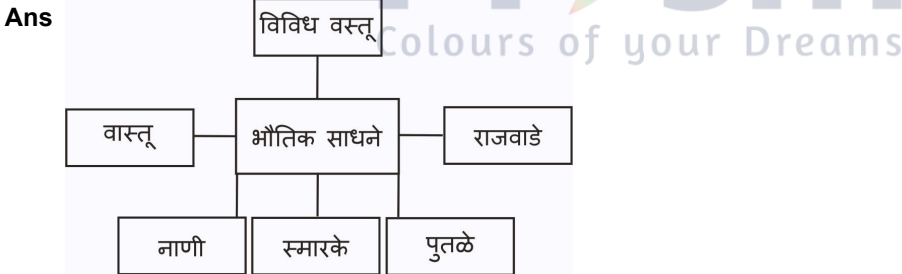 Ans
विविध वस्तू
Colours of your Dreams
वास्तू
भौतिक साधने
राजवाडे
नाणी
स्मारके
पुतळे